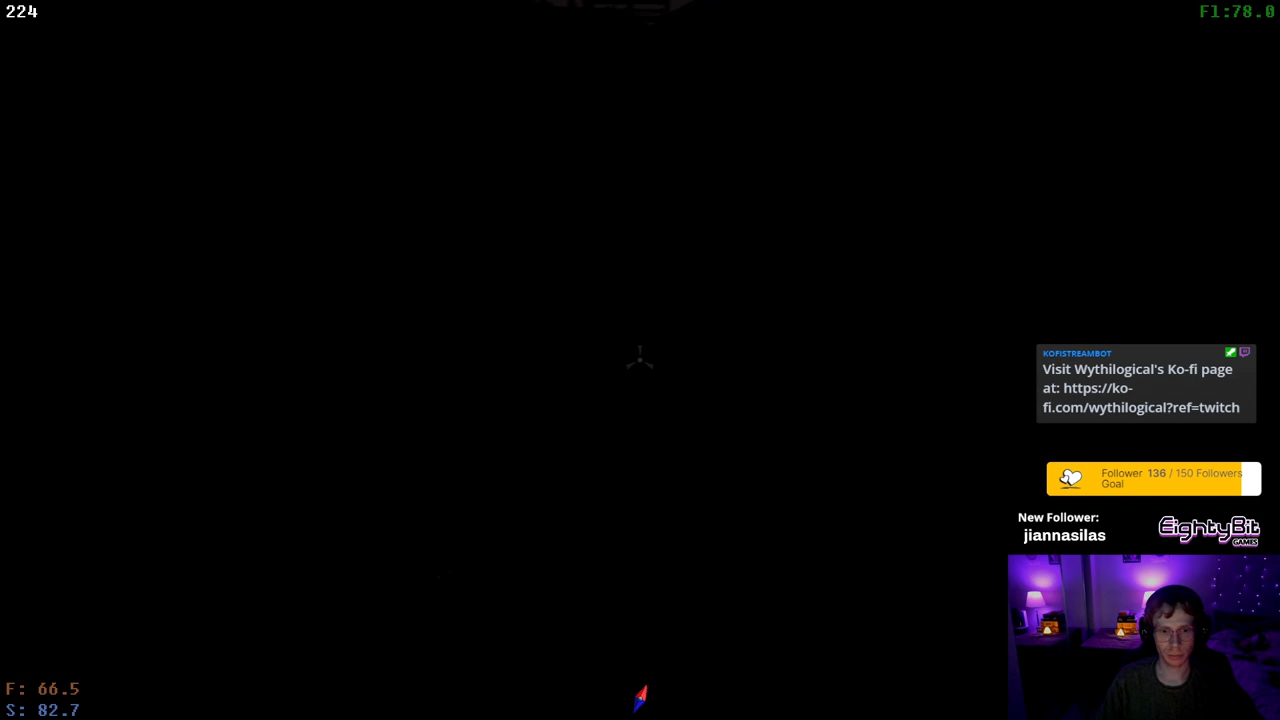 224
F1:78.0
KOFISTREAMBOT
Visit Wythilogical's Ko-fi page
at: https://ko-
fi.com/wythilogical?ref=twitch
Follower 136 / 150 Followers
Goal
New Follower:
jiannasilas
EightyBit
GAMES
F: 66.5
S: 82.7